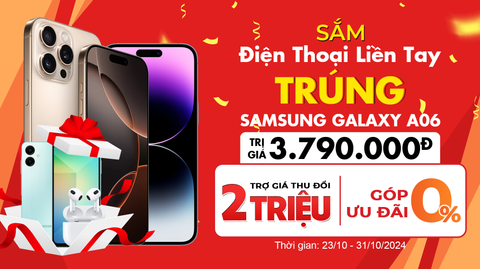 SẮM
Điện Thoại Liền Tay
TRÚNG
SAMSUNG GALAXY A06
TRỊ GIÁ 3.790.000Đ
TRỢ GIÁ THU ĐỔI
2 TRIỆU
GÓP
ƯU ĐÃI 0%
Thời gian: 23/10 - 31/10/2024